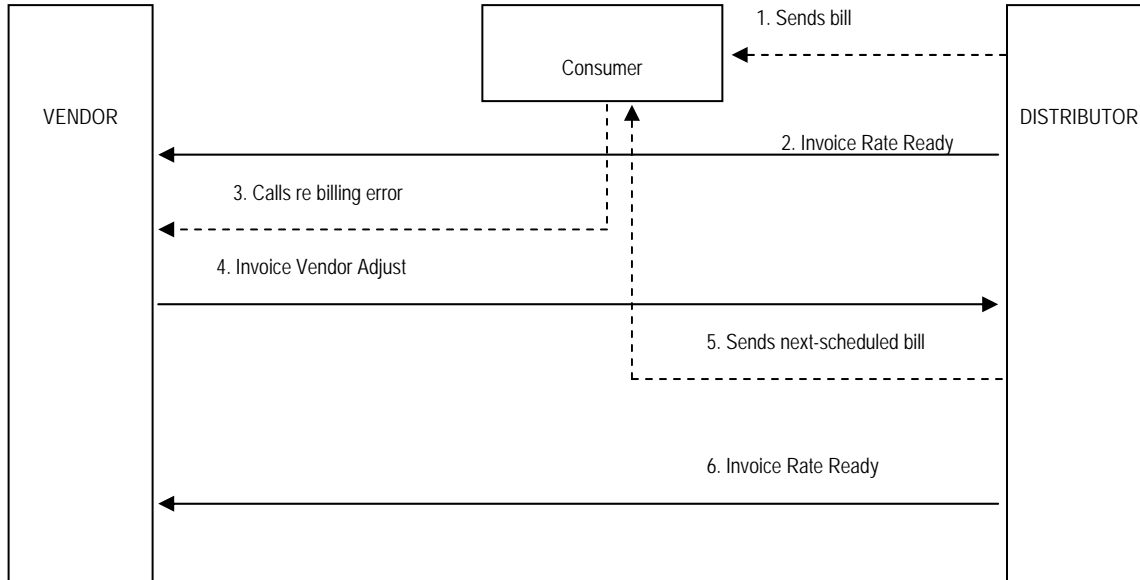 1. Sends bill
Consumer
VENDOR
DISTRIBUTOR
2. Invoice Rate Ready
3. Calls re billing error
4. Invoice Vendor Adjust
5. Sends next-scheduled bill
6. Invoice Rate Ready